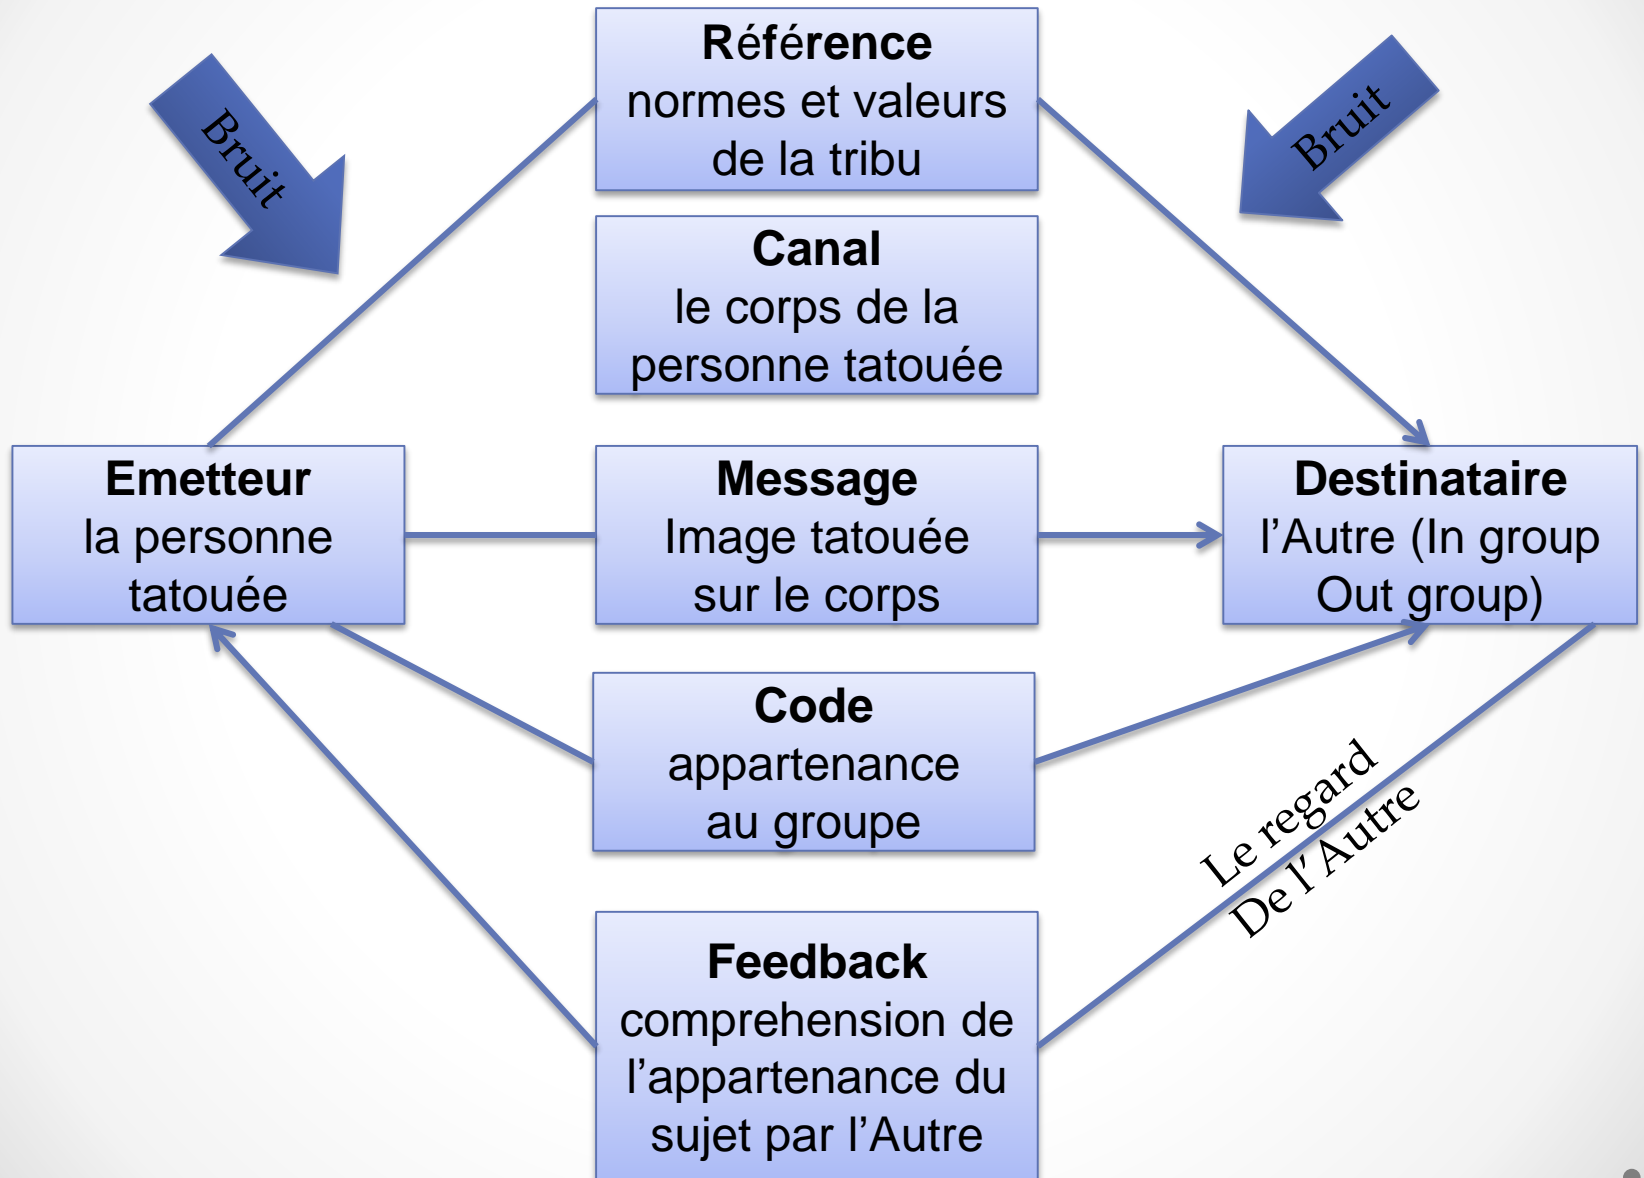 Référence
normes et valeurs
de la tribu
Bruit
Bruit
Canal
le corps de la
personne tatouée
Emetteur
la personne
tatouée
Message
Image tatouée
sur le corps
Destinataire
l'Autre (In group
Out group)
Code
appartenance
au groupe
Le regard
De l'Autre
Feedback
comprehension de
l'appartenance du
sujet par l'Autre